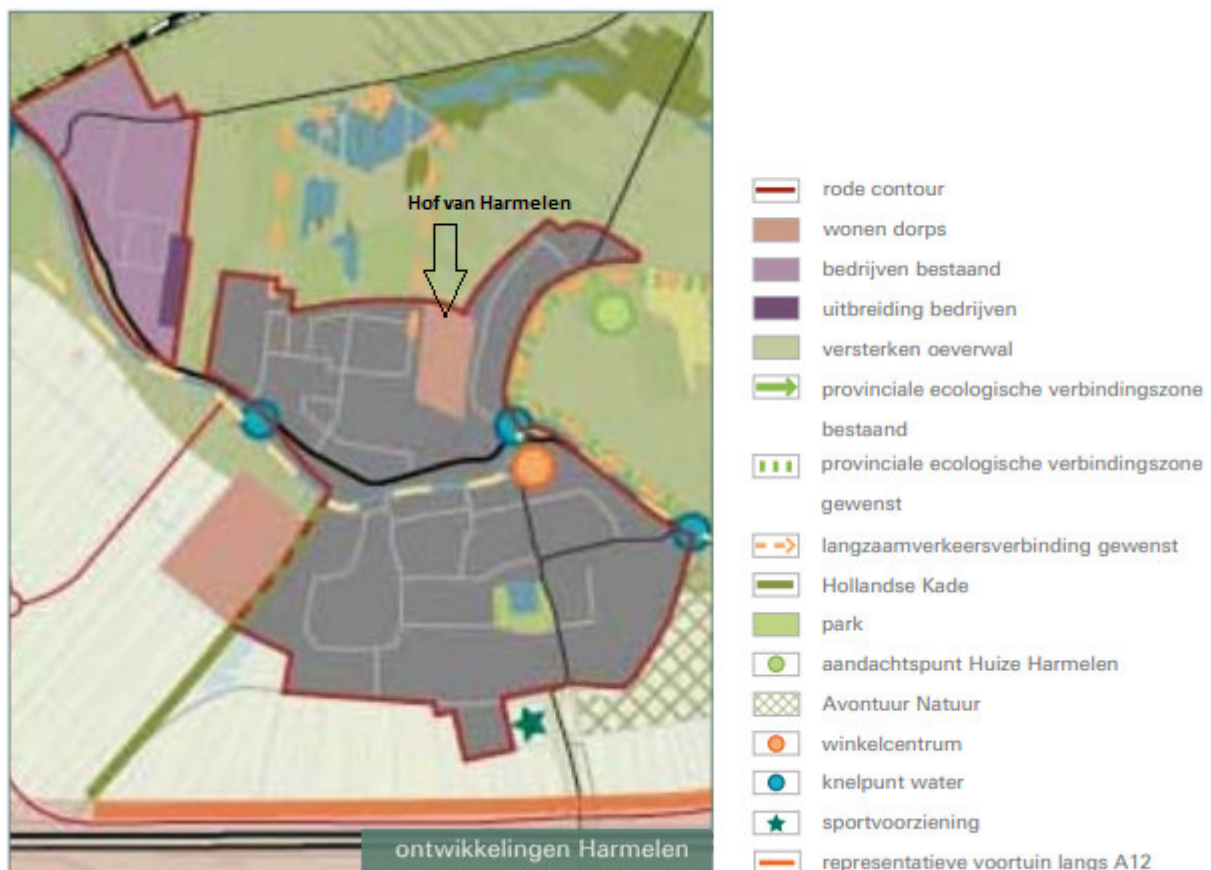 Hof van Harmelen
ontwikkelingen Harmelen
rode contour
wonen dorps
bedrijven bestaand
uitbreiding bedrijven
versterken oeverwal
provinciale ecologische verbindingszone
bestaand
provinciale ecologische verbindingszone
gewenst
langzaamverkeersverbinding gewenst
Hollandse Kade
park
aandachtspunt Huize Harmelen
Avontuur Natuur
winkelcentrum
knelpunt water
sportvoorziening
representatieve voortuin langs A12